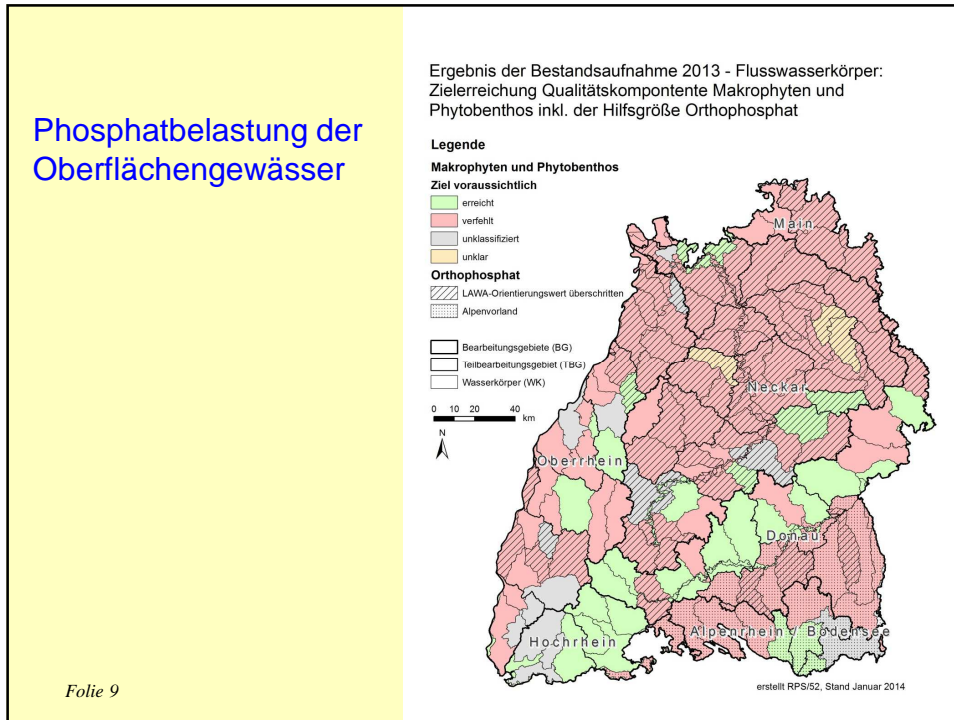 Phosphatbelastung der
Oberflächengewässer
Ergebnis der Bestandsaufnahme 2013 - Flusswasserkörper:
Zielerreichung Qualitätskompontente Makrophyten und
Phytobenthos inkl. der Hilfsgröße Orthophosphat
Legende
Makrophyten und Phytobenthos
Ziel voraussichtlich
erreicht
verfehlt
unklassifiziert
unklar
Orthophosphat
LAWA-Orientierungswert überschritten
Alpenvorland
Bearbeitungsgebiete (BG)
Teilbearbeitungsgebiet (TBG)
Wasserkörper (WK)
0 10 20 40
km
N
Main
Neckar
Oberrhein
Donau
Alpenrhein / Bodensee
Hochrhein
erstellt RPS/52, Stand Januar 2014
Folie 9